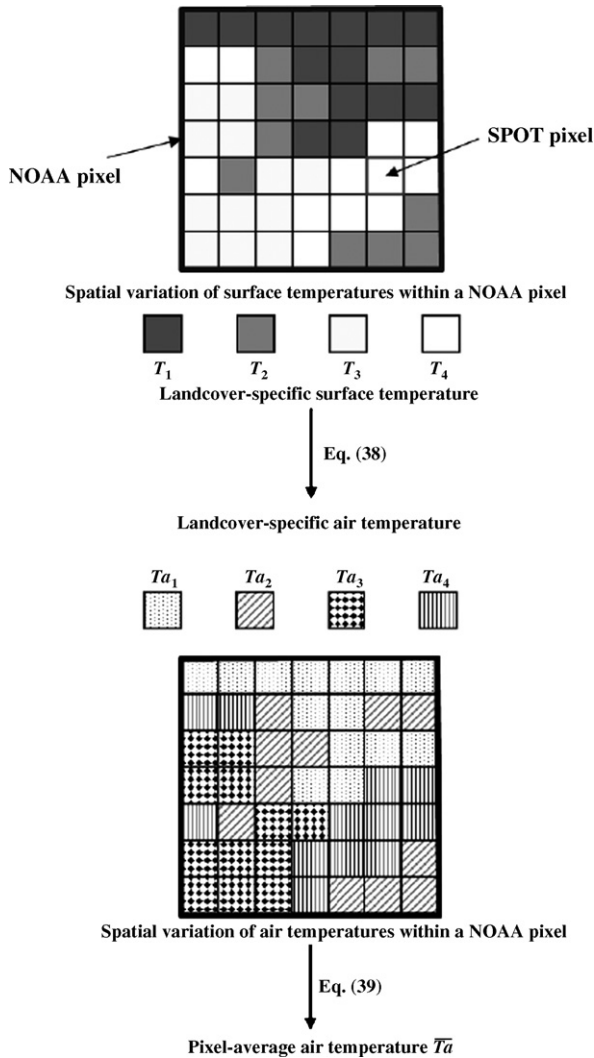 SPOT pixel
NOAA pixel
Spatial variation of surface temperatures within a NOAA pixel
T1 T2 T3 T4
Landcover-specific surface temperature
Eq. (38)
Landcover-specific air temperature
Ta1 Ta2 Ta3 Ta4
Spatial variation of air temperatures within a NOAA pixel
Eq. (39)
Pixel-average air temperature T̅a̅